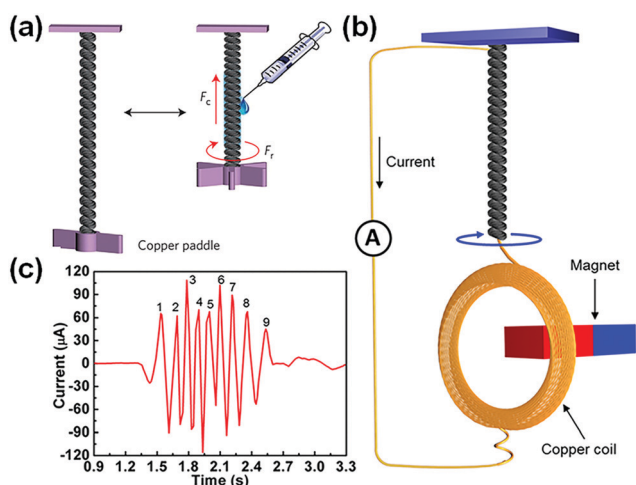 (a)
F_c
F_r
Copper paddle
(b)
Current
A
Magnet
Copper coil
(c)
Current (µA)
120
90
60
30
0
-30
-60
-90
-120
1
2
3
4
5
6
7
8
9
0.9 1.2 1.5 1.8 2.1 2.4 2.7 3.0 3.3
Time (s)